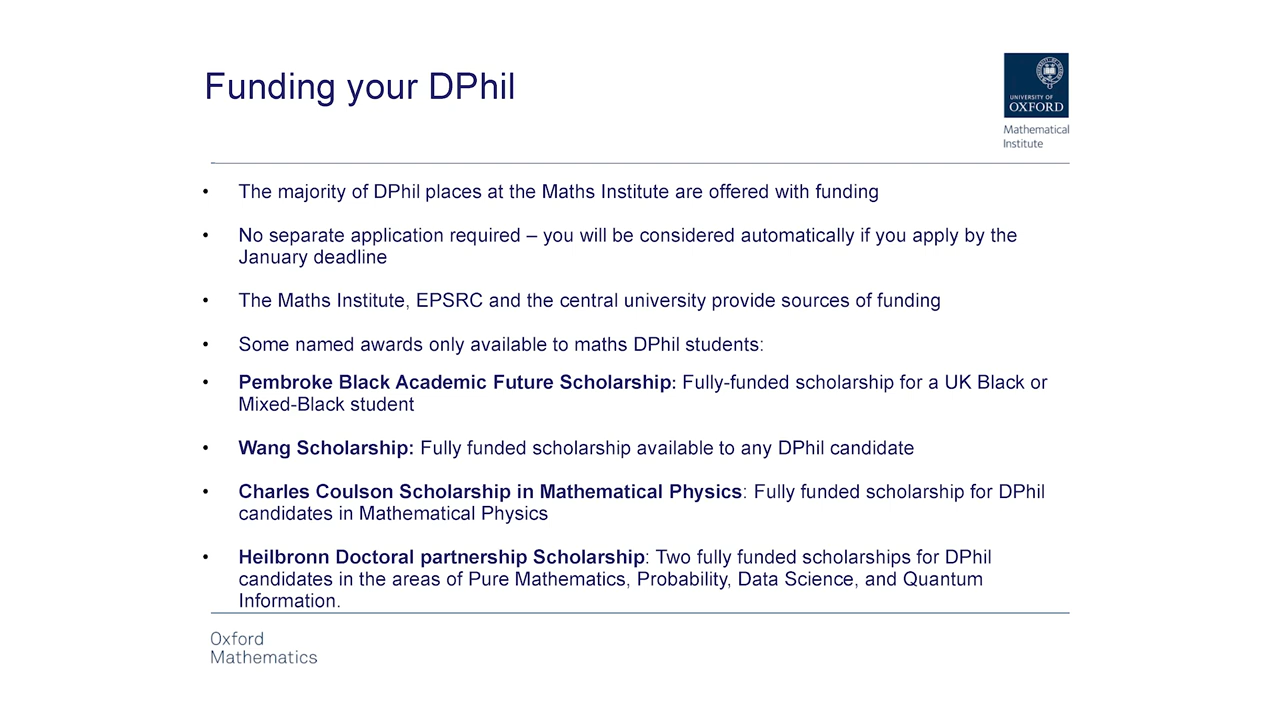 Funding your DPhil
UNIVERSITY OF
OXFORD
Mathematical
Institute
• The majority of DPhil places at the Maths Institute are offered with funding
• No separate application required – you will be considered automatically if you apply by the
January deadline
• The Maths Institute, EPSRC and the central university provide sources of funding
• Some named awards only available to maths DPhil students:
• Pembroke Black Academic Future Scholarship: Fully-funded scholarship for a UK Black or
Mixed-Black student
• Wang Scholarship: Fully funded scholarship available to any DPhil candidate
• Charles Coulson Scholarship in Mathematical Physics: Fully funded scholarship for DPhil
candidates in Mathematical Physics
• Heilbronn Doctoral partnership Scholarship: Two fully funded scholarships for DPhil
candidates in the areas of Pure Mathematics, Probability, Data Science, and Quantum
Information.
Oxford
Mathematics